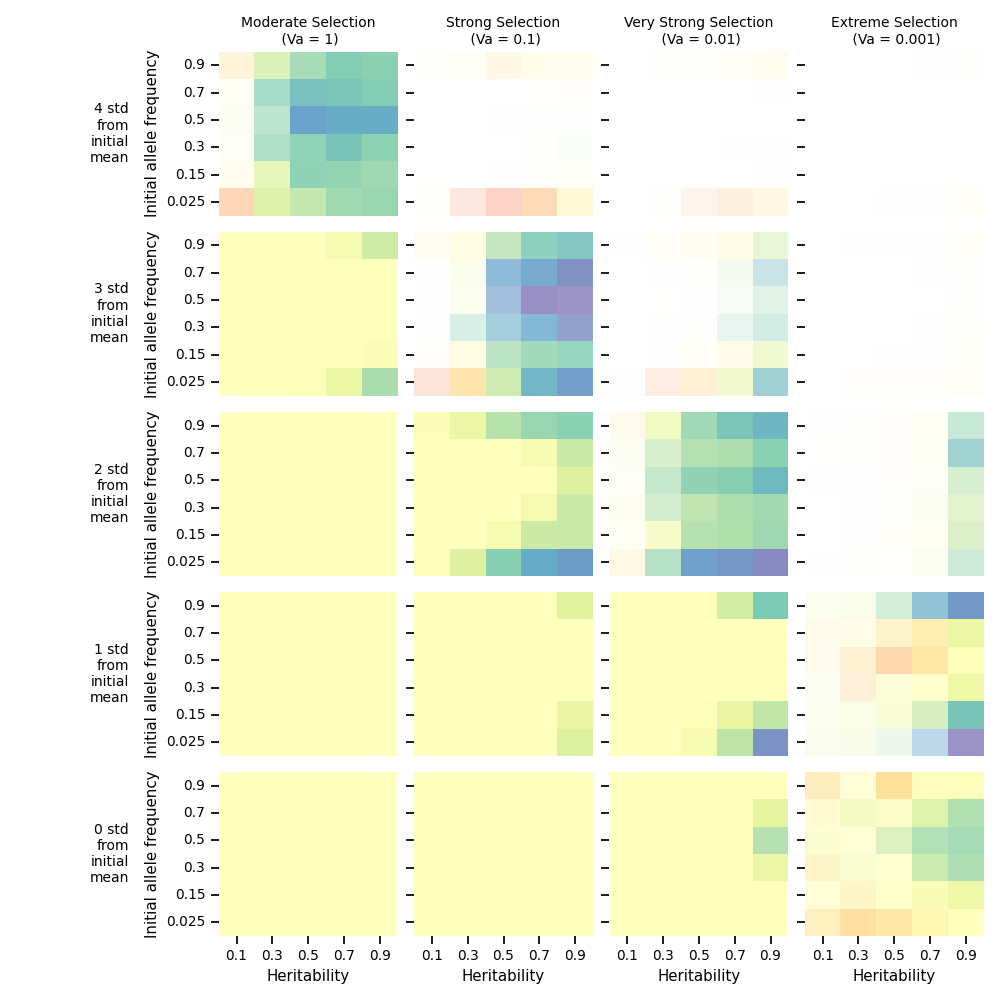 Moderate Selection
(Va = 1)
Strong Selection
(Va = 0.1)
Very Strong Selection
(Va = 0.01)
Extreme Selection
(Va = 0.001)
4 std
from
initial
mean
Initial allele frequency
0.9
0.7
0.5
0.3
0.15
0.025
3 std
from
initial
mean
Initial allele frequency
0.9
0.7
0.5
0.3
0.15
0.025
2 std
from
initial
mean
Initial allele frequency
0.9
0.7
0.5
0.3
0.15
0.025
1 std
from
initial
mean
Initial allele frequency
0.9
0.7
0.5
0.3
0.15
0.025
0 std
from
initial
mean
Initial allele frequency
0.9
0.7
0.5
0.3
0.15
0.025
0.1 0.3 0.5 0.7 0.9
Heritability
0.1 0.3 0.5 0.7 0.9
Heritability
0.1 0.3 0.5 0.7 0.9
Heritability
0.1 0.3 0.5 0.7 0.9
Heritability